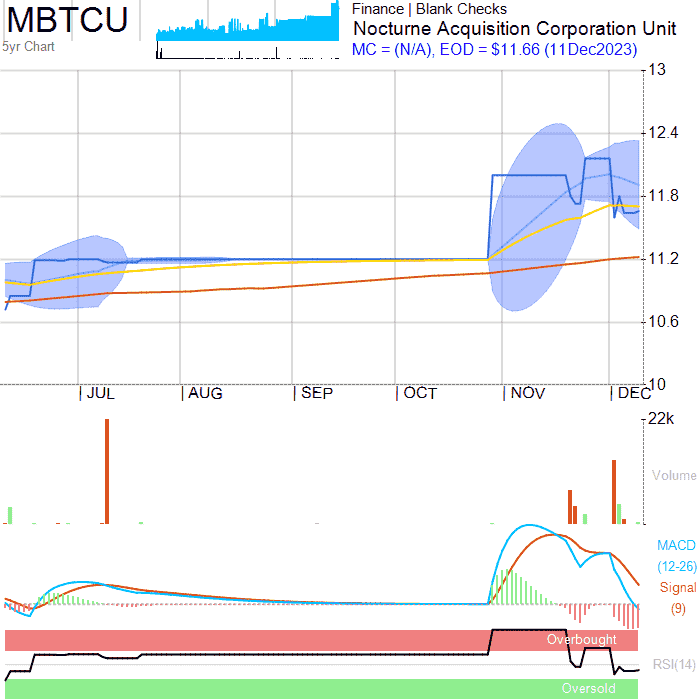 MBTCU
5yr Chart
Finance | Blank Checks
Nocturne Acquisition Corporation Unit
MC = (N/A), EOD = $11.66 (11Dec2023)
13
12.4
11.8
11.2
10.6
10
| JUL | AUG | SEP | OCT | NOV | DEC
22k
Volume
MACD
(12-26)
Signal
(9)
Overbought
RSI(14)
Oversold